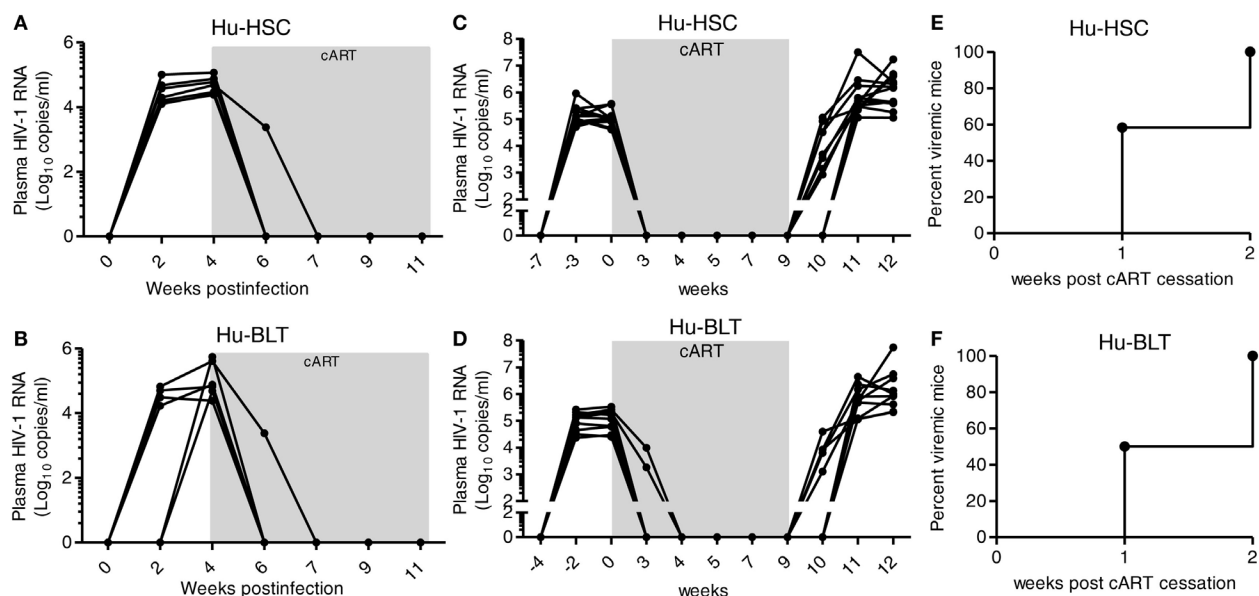 A
Hu-HSC
cART
Plasma HIV-1 RNA
(Log10 copies/ml)
6
4
2
0
0 2 4 6 7 9 11
Weeks postinfection
C
Hu-HSC
cART
Plasma HIV-1 RNA
(Log10 copies/ml)
8
7
6
5
4
3
2
2
0
-7 -3 0 3 4 5 7 9 10 11 12
weeks
E
Hu-HSC
Percent viremic mice
100
80
60
40
20
0
0 1 2
weeks post cART cessation
B
Hu-BLT
cART
Plasma HIV-1 RNA
(Log10 copies/ml)
6
4
2
0
0 2 4 6 7 9 11
Weeks postinfection
D
Hu-BLT
cART
Plasma HIV-1 RNA
(Log10 copies/ml)
8
7
6
5
4
3
2
2
0
-4 -2 0 3 4 5 7 9 10 11 12
weeks
F
Hu-BLT
Percent viremic mice
100
80
60
40
20
0
0 1 2
weeks post cART cessation